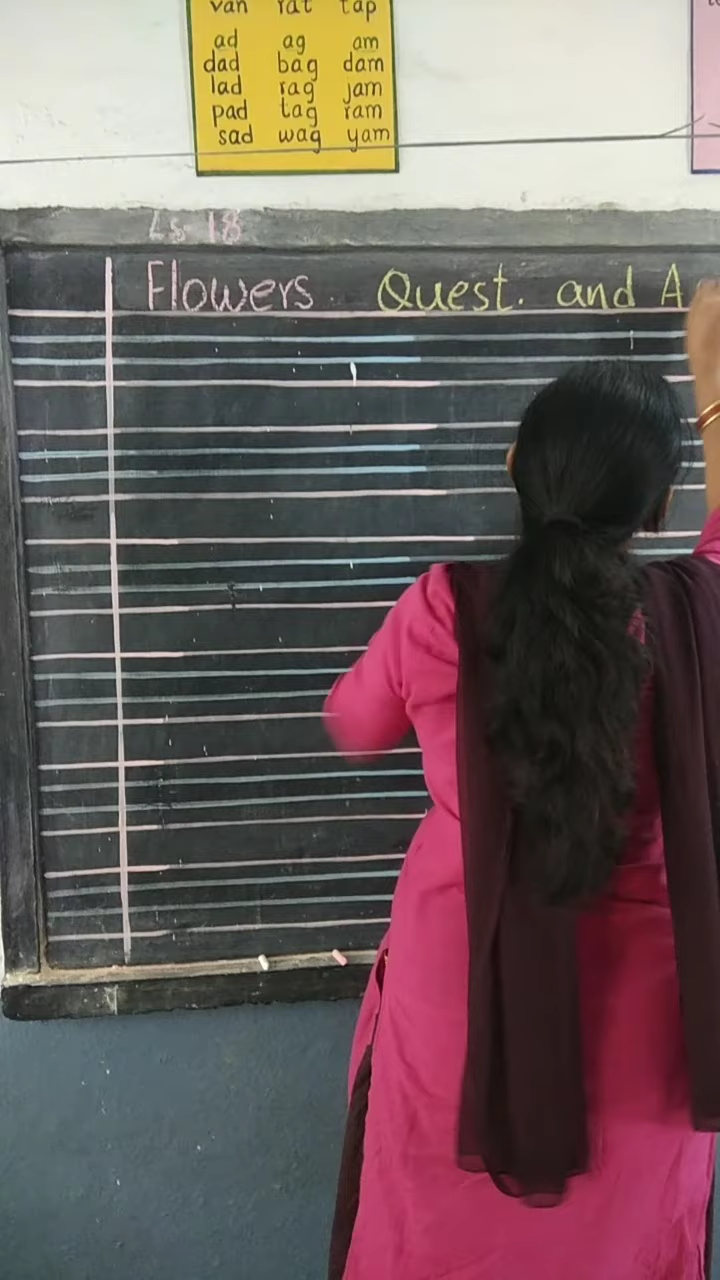 van rat tap
ad ag am
dad bag dam
lad rag jam
pad tag ram
sad wag yam
Ls-18
Flowers Quest. and A